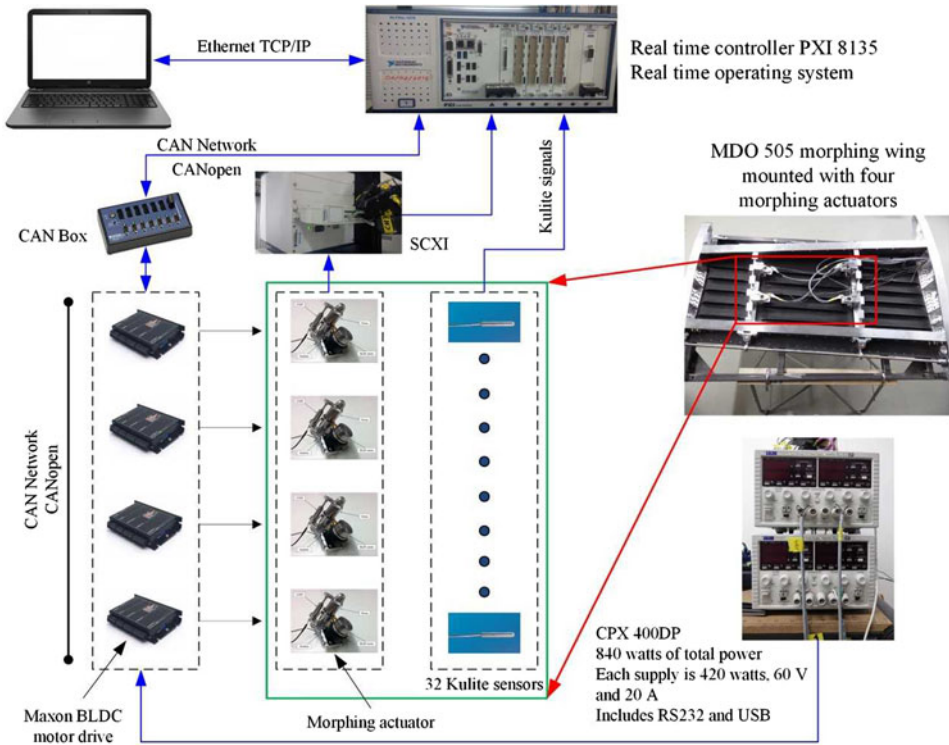 Ethernet TCP/IP
Real time controller PXI 8135
Real time operating system
CAN Network
CANopen
Kulite signals
MDO 505 morphing wing
mounted with four
morphing actuators
CAN Box
SCXI
CAN Network
CANopen
CPX 400DP
840 watts of total power
Each supply is 420 watts, 60 V
and 20 A
Includes RS232 and USB
32 Kulite sensors
Maxon BLDC
motor drive
Morphing actuator